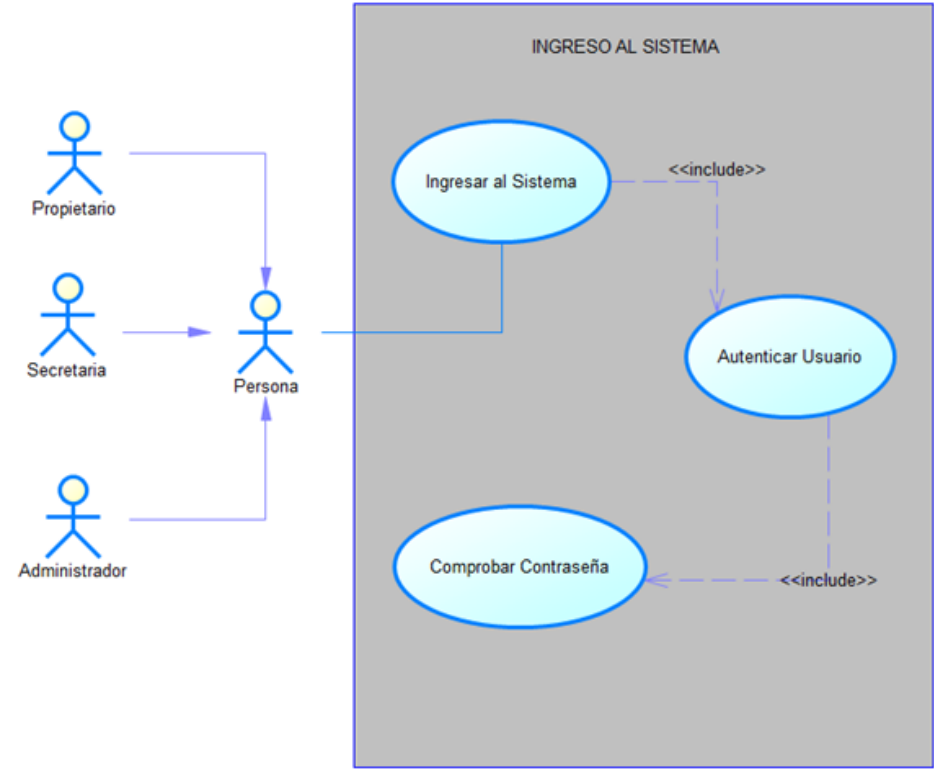 INGRESO AL SISTEMA
Ingresar al Sistema
<<include>>
Propietario
Secretaria
Persona
Autenticar Usuario
Administrador
Comprobar Contraseña
<<include>>